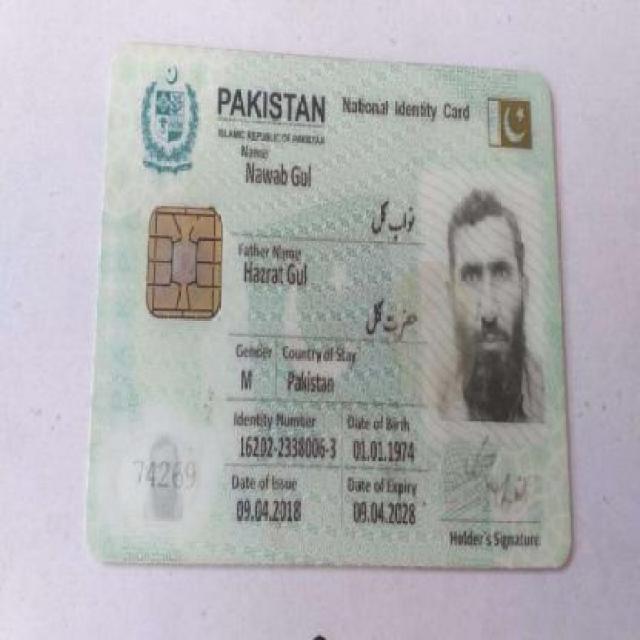 PAKISTAN National Identity Card
ISLAMIC REPUBLIC OF PAKISTAN
Name
Nawab Gul
نواب گل
Father Name
Hazrat Gul
حضرت گل
Gender Country of Stay
M Pakistan
Identity Number Date of Birth
16202-2338006-3 01.01.1974
74269
Date of Issue Date of Expiry
09.04.2018 09.04.2028
Holder's Signature